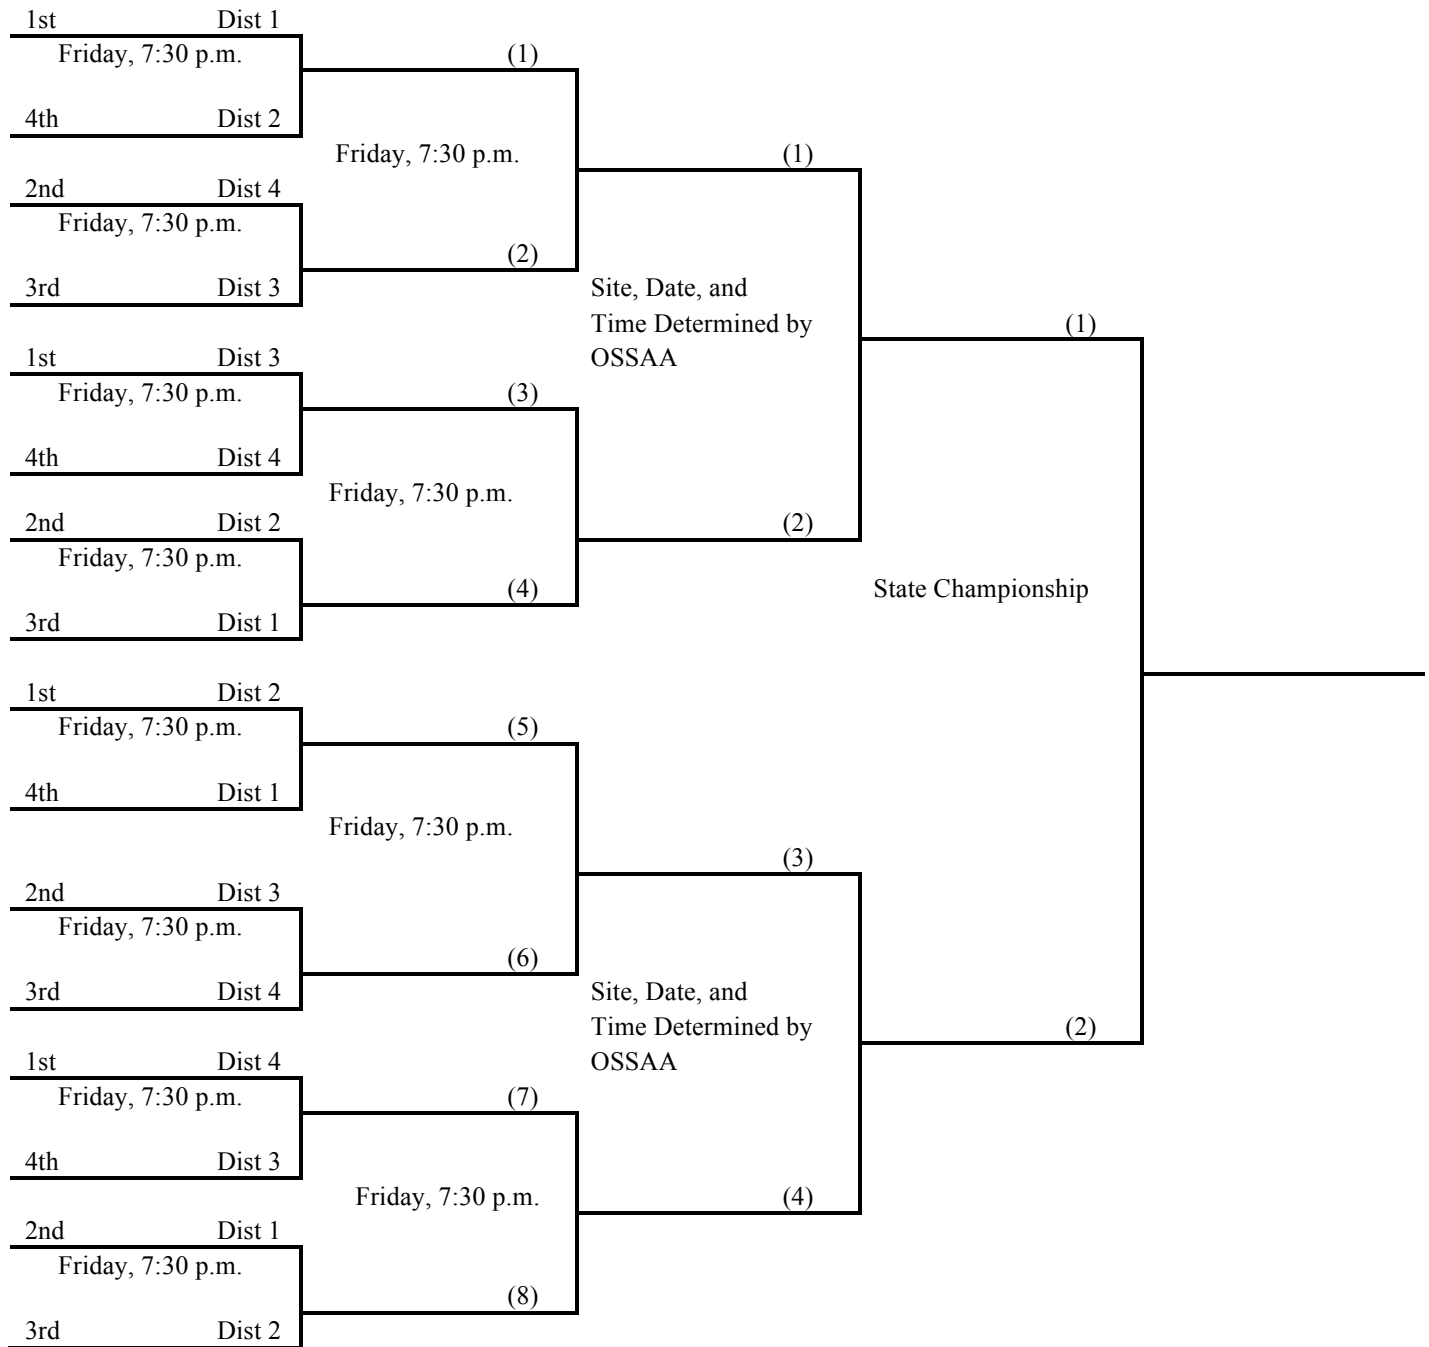 1st Dist 1
Friday, 7:30 p.m.
(1)
4th Dist 2
Friday, 7:30 p.m.
(1)
2nd Dist 4
Friday, 7:30 p.m.
(2)
3rd Dist 3
Site, Date, and
Time Determined by
OSSAA
(1)
1st Dist 3
Friday, 7:30 p.m.
(3)
4th Dist 4
Friday, 7:30 p.m.
(2)
2nd Dist 2
Friday, 7:30 p.m.
(4)
3rd Dist 1
State Championship
1st Dist 2
Friday, 7:30 p.m.
(5)
4th Dist 1
Friday, 7:30 p.m.
(3)
2nd Dist 3
Friday, 7:30 p.m.
(6)
3rd Dist 4
Site, Date, and
Time Determined by
OSSAA
(2)
1st Dist 4
Friday, 7:30 p.m.
(7)
4th Dist 3
Friday, 7:30 p.m.
(4)
2nd Dist 1
Friday, 7:30 p.m.
(8)
3rd Dist 2